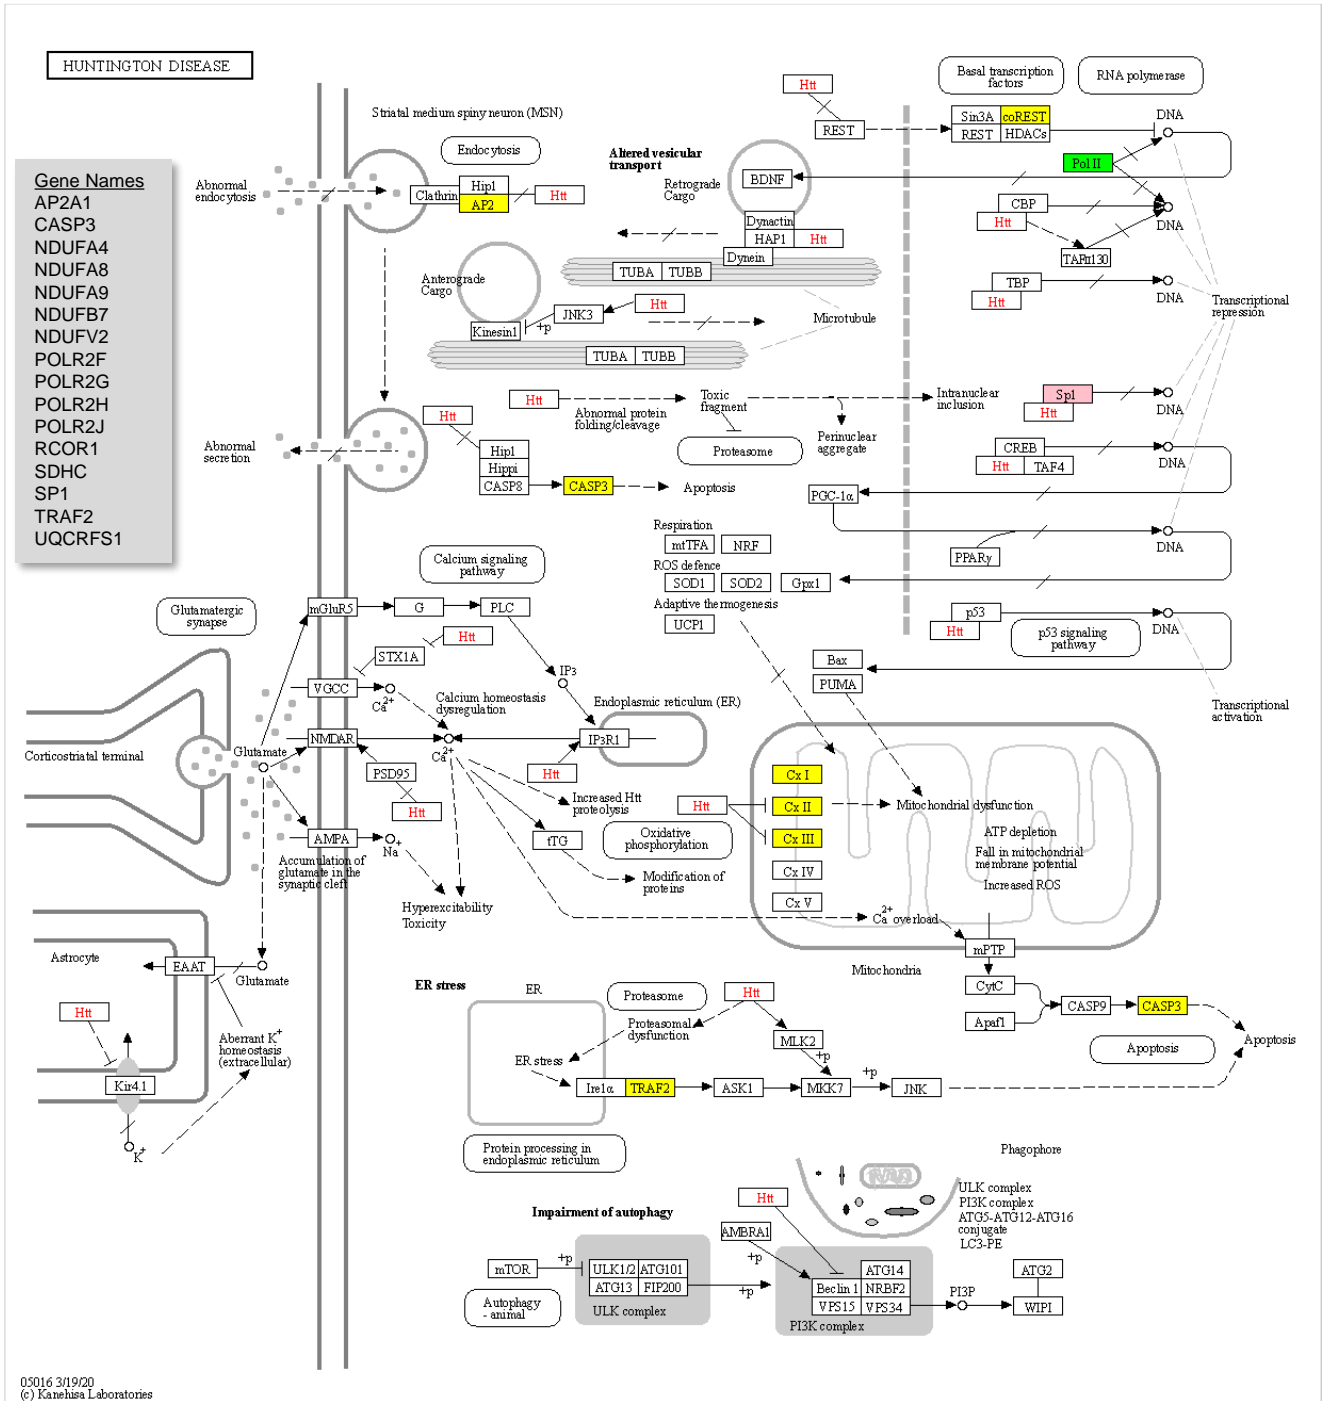 HUNTINGTON DISEASE
Gene Names
AP2A1
CASP3
NDUFA4
NDUFA8
NDUFA9
NDUFB7
NDUFV2
POLR2F
POLR2G
POLR2H
POLR2J
RCOR1
SDHC
SP1
TRAF2
UQCRFS1
Striatal medium spiny neuron (MSN)
Endocytosis
Abnormal
endocytosis
Clathrin
Hip1
AP2
Htt
Altered vesicular
transport
Retrograde
Cargo
BDNF
Dynactin
HAP1
Htt
Dynein
TUBA
TUBB
Anterograde
Cargo
Kinesin1
+p
JNK3
Htt
Microtubule
TUBA
TUBB
Htt
REST
Basal transcription
factors
RNA polymerase
Sin3A
coREST
REST
HDACs
DNA
Pol II
CBP
Htt
DNA
TAFII130
TBP
Htt
DNA
Transcriptional
repression
Sp1
Htt
DNA
CREB
Htt
TAF4
DNA
PGC-1α
PPARγ
DNA
p53
Htt
DNA
p53 signaling
pathway
Transcriptional
activation
Htt
Abnormal protein
folding/cleavage
Toxic
fragment
Proteasome
Perinuclear
aggregate
Intranuclear
inclusion
Abnormal
secretion
Htt
Hip1
Hippi
CASP8
CASP3
Apoptosis
Respiration
mtTFA
NRF
ROS defence
SOD1
SOD2
Gpx1
Adaptive thermogenesis
UCP1
Bax
PUMA
Calcium signaling
pathway
Glutamatergic
synapse
mGluR5
G
PLC
Htt
STX1A
IP3
VGCC
Ca2+
Calcium homeostasis
dysregulation
Endoplasmic reticulum (ER)
NMDAR
Ca2+
IP3R1
Htt
Corticostriatal terminal
Glutamate
PSD95
Htt
AMPA
Na+
Accumulation of
glutamate in the
synaptic cleft
Increased Htt
proteolysis
tTG
Modification of
proteins
Hyperexcitability
Toxicity
Oxidative
phosphorylation
Htt
Cx I
Cx II
Cx III
Cx IV
Cx V
Mitochondrial dysfunction
ATP depletion
Fall in mitochondrial
membrane potential
Increased ROS
Ca2+ overload
mPTP
Mitochondria
CytC
Apaf1
CASP9
CASP3
Apoptosis
Apoptosis
Astrocyte
EAAT
Glutamate
Htt
Kir4.1
K+
Aberrant K+
homeostasis
(extracellular)
ER stress
ER
Proteasome
Htt
Proteasomal
dysfunction
MLK2
+p
ER stress
Ire1α
TRAF2
ASK1
MKK7
+p
JNK
Protein processing in
endoplasmic reticulum
Phagophore
ULK complex
PI3K complex
ATG5-ATG12-ATG16
conjugate
LC3-PE
Impairment of autophagy
Htt
AMBRA1
+p
mTOR
+p
ULK1/2
ATG101
ATG13
FIP200
ULK complex
+p
Autophagy
- animal
ATG14
Beclin 1
NRBF2
VPS15
VPS34
PI3K complex
PI3P
ATG2
WIPI
05016 3/19/20
(c) Kanehisa Laboratories